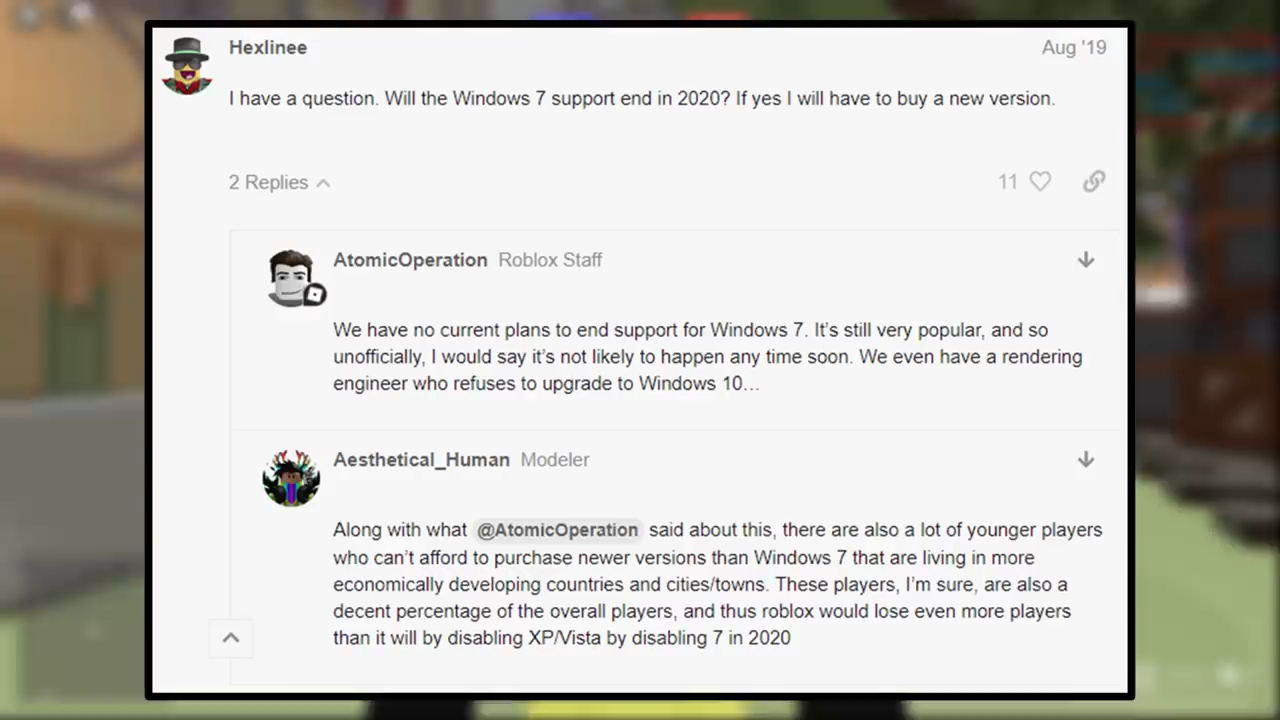 Hexlinee
Aug '19
I have a question. Will the Windows 7 support end in 2020? If yes I will have to buy a new version.
2 Replies
11
AtomicOperation Roblox Staff
We have no current plans to end support for Windows 7. It's still very popular, and so
unofficially, I would say it's not likely to happen any time soon. We even have a rendering
engineer who refuses to upgrade to Windows 10…
Aesthetical_Human Modeler
Along with what @AtomicOperation said about this, there are also a lot of younger players
who can't afford to purchase newer versions than Windows 7 that are living in more
economically developing countries and cities/towns. These players, I'm sure, are also a
decent percentage of the overall players, and thus roblox would lose even more players
than it will by disabling XP/Vista by disabling 7 in 2020